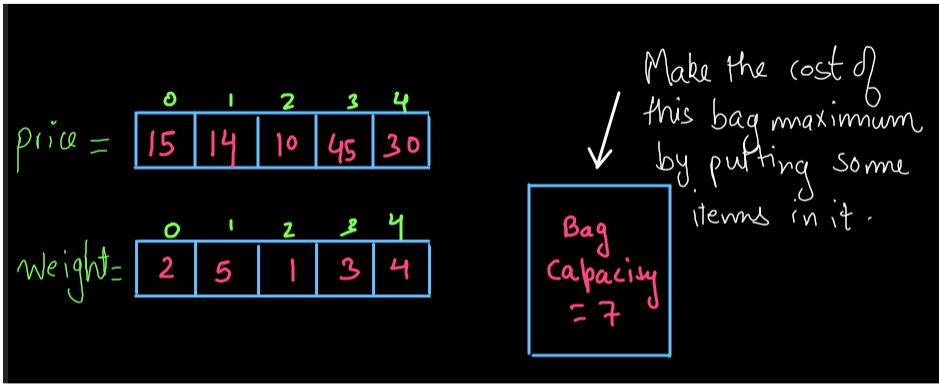 Make the cost of
this bag maximum
by putting some
items in it.
0 1 2 3 4
price = 15 14 10 45 30
0 1 2 3 4
weight= 2 5 1 3 4
Bag
Capacity
= 7